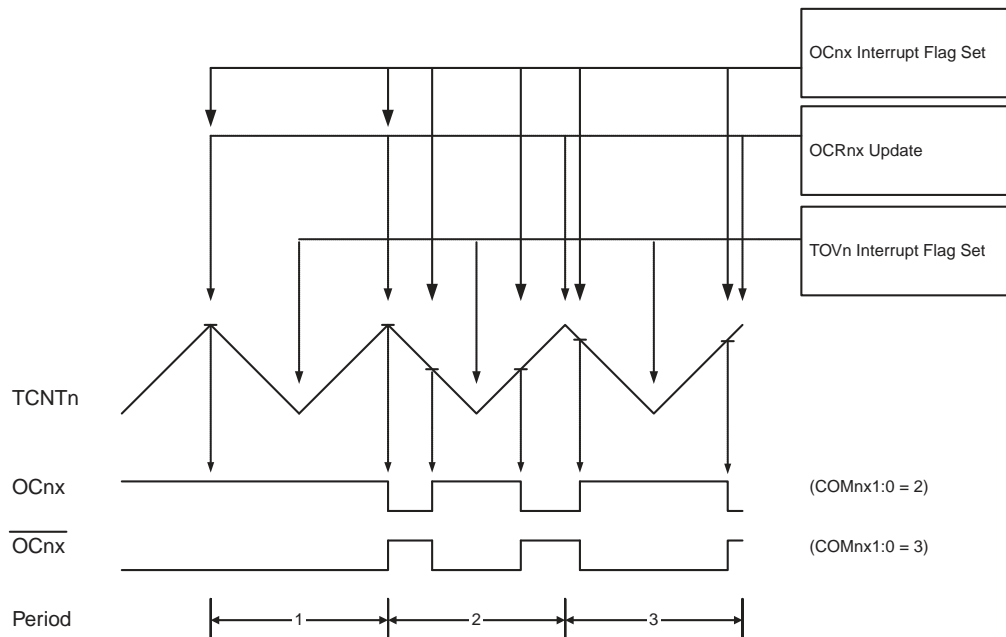 OCnx Interrupt Flag Set
OCRnx Update
TOVn Interrupt Flag Set
TCNTn
OCnx
(COMnx1:0 = 2)
OCnx
(COMnx1:0 = 3)
Period
1
2
3